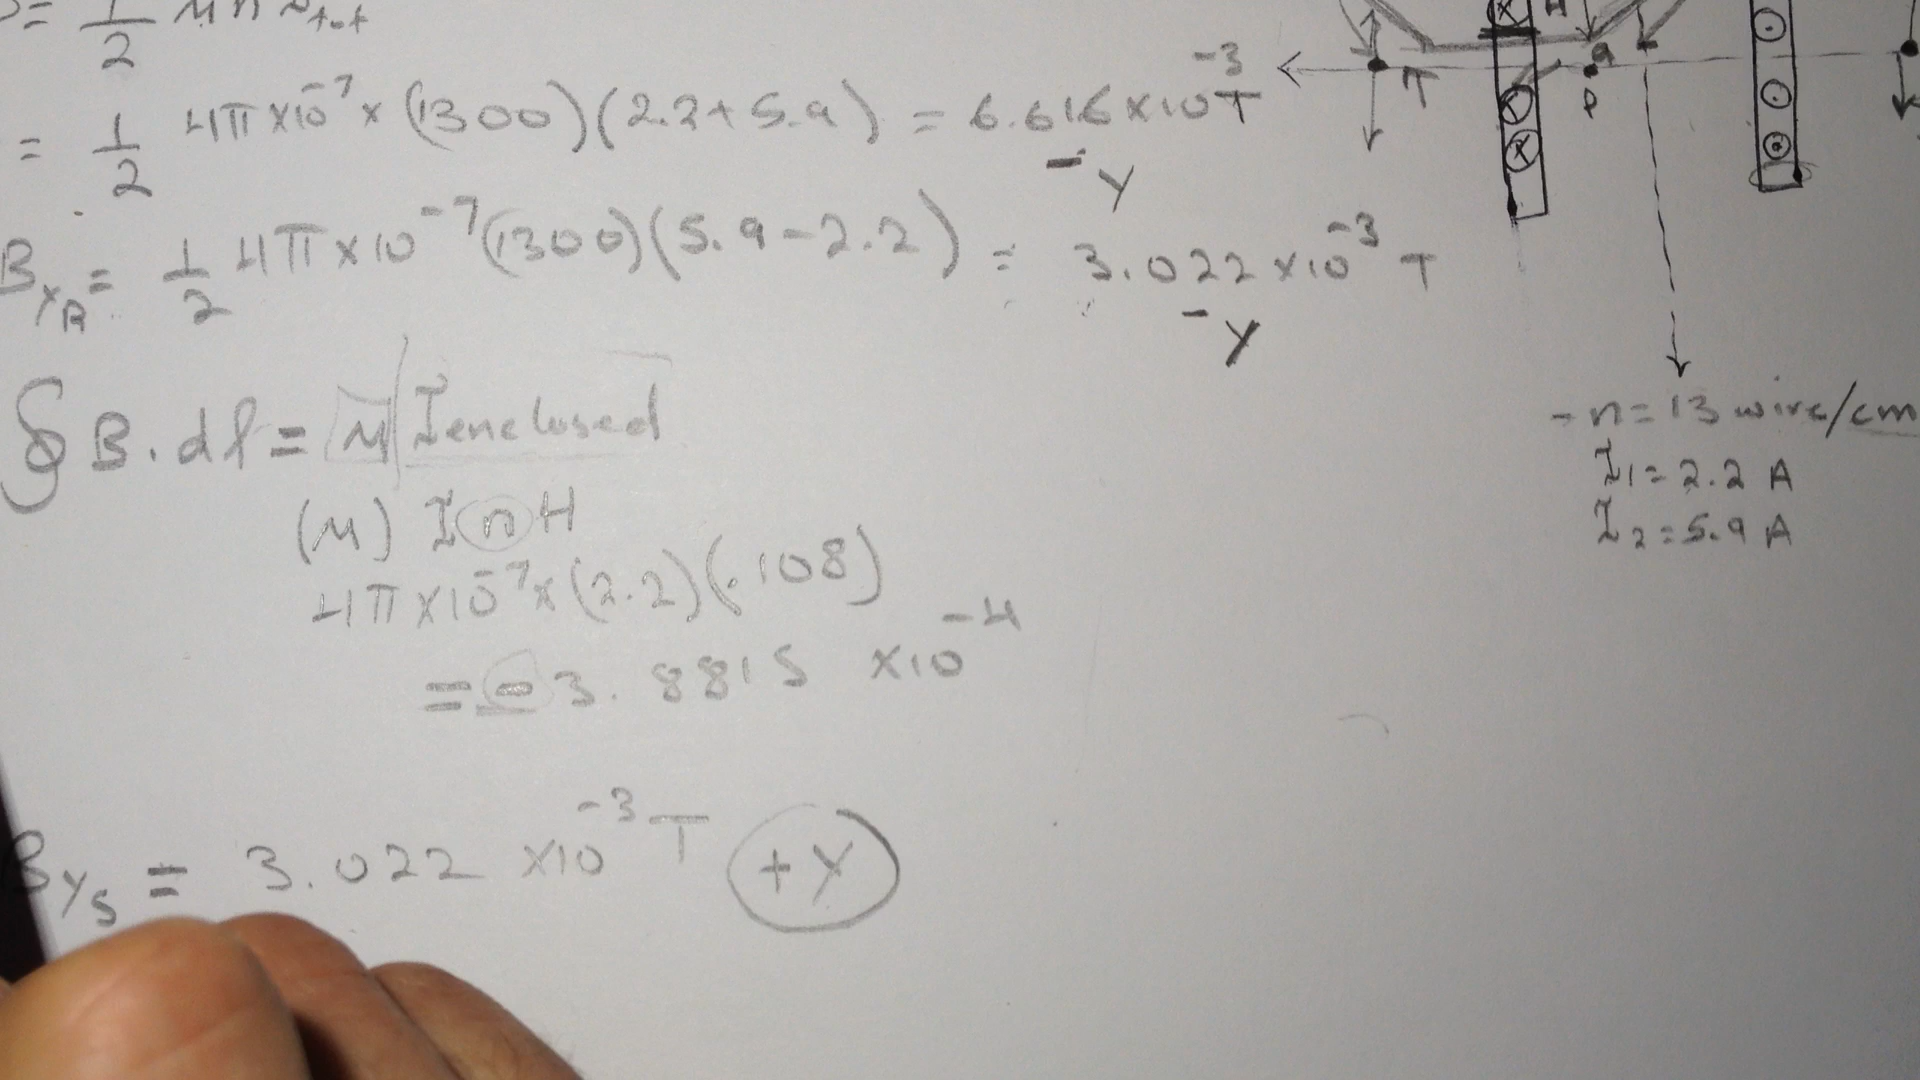 = 1/2 μ n
= 1/2 4π×10^-7 × (1300)(2.2+5.9) = 6.616×10^-3 T
-y
B_yR = 1/2 4π×10^-7 (1300)(5.9-2.2) = 3.022×10^-3 T
-y
∮ B.dl = μ Ienclosed
(μ) I n H
4π×10^-7×(2.2)(.108)
= - 3.8815 ×10^-4
B_yS = 3.022 ×10^-3 T +y
T
P
- n=13 wire/cm
I1=2.2 A
I2=5.9 A